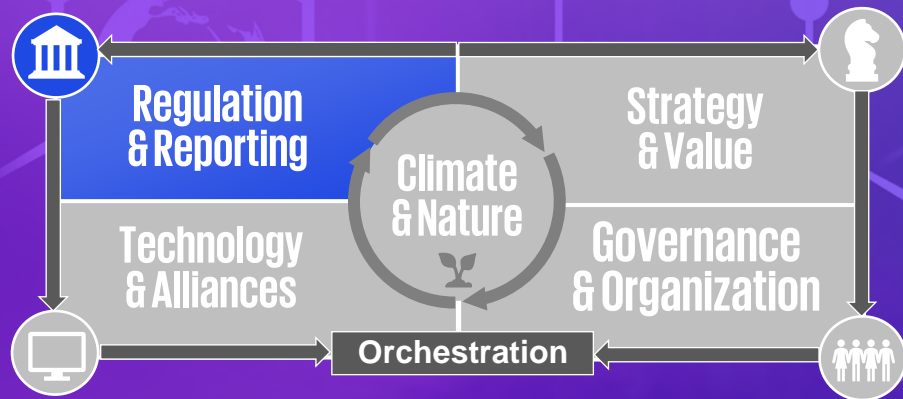 Regulation
& Reporting
Strategy
& Value
Climate
& Nature
Technology
& Alliances
Governance
& Organization
Orchestration